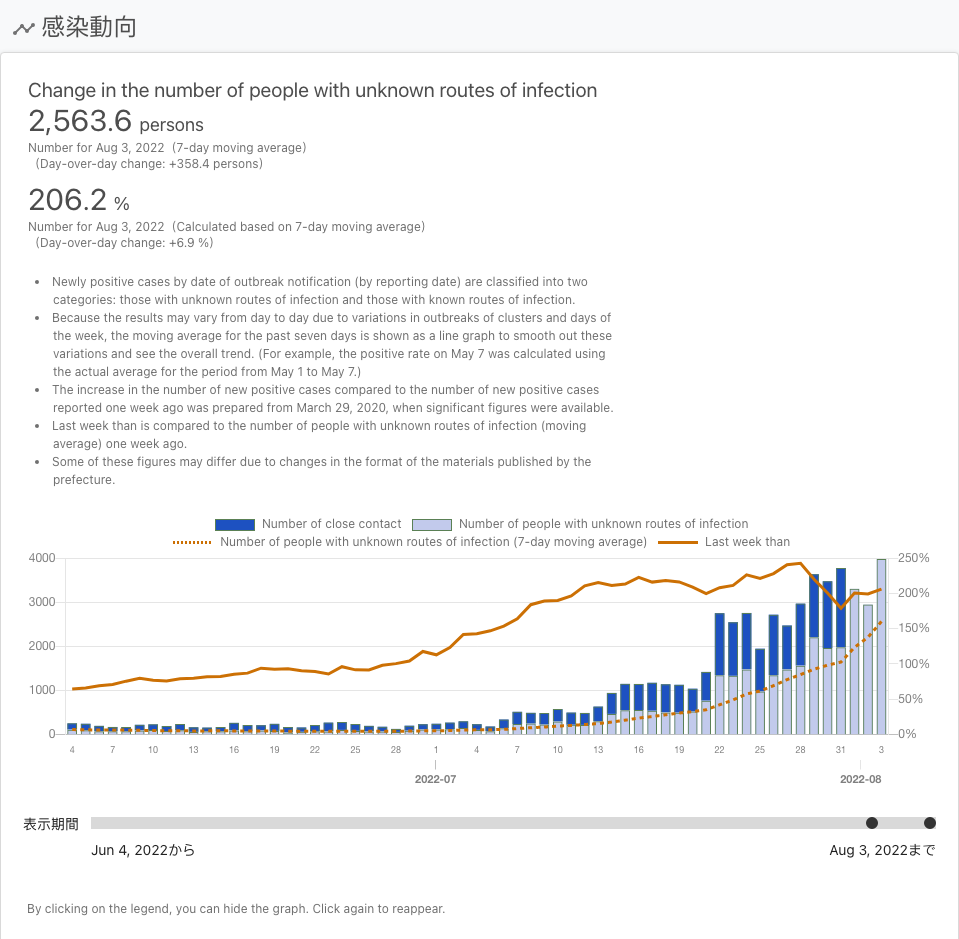 感染動向
Change in the number of people with unknown routes of infection
2,563.6 persons
Number for Aug 3, 2022 (7-day moving average)
(Day-over-day change: +358.4 persons)
206.2 %
Number for Aug 3, 2022 (Calculated based on 7-day moving average)
(Day-over-day change: +6.9 %)
• Newly positive cases by date of outbreak notification (by reporting date) are classified into two
categories: those with unknown routes of infection and those with known routes of infection.
• Because the results may vary from day to day due to variations in outbreaks of clusters and days of
the week, the moving average for the past seven days is shown as a line graph to smooth out these
variations and see the overall trend. (For example, the positive rate on May 7 was calculated using
the actual average for the period from May 1 to May 7.)
• The increase in the number of new positive cases compared to the number of new positive cases
reported one week ago was prepared from March 29, 2020, when significant figures were available.
• Last week than is compared to the number of people with unknown routes of infection (moving
average) one week ago.
• Some of these figures may differ due to changes in the format of the materials published by the
prefecture.
Number of close contact Number of people with unknown routes of infection
Number of people with unknown routes of infection (7-day moving average) Last week than
4000 250%
3000 200%
2000 150%
100%
1000 50%
0 0%
4 7 10 13 16 19 22 25 28 1 4 7 10 13 16 19 22 25 28 31 3
2022-07 2022-08
表示期間
Jun 4, 2022から Aug 3, 2022まで
By clicking on the legend, you can hide the graph. Click again to reappear.